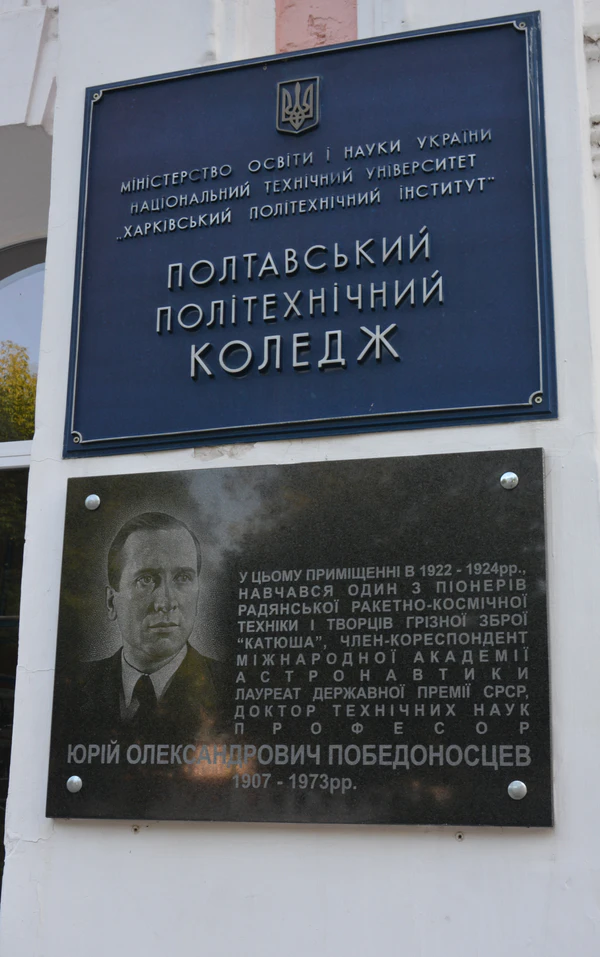 МІНІСТЕРСТВО ОСВІТИ І НАУКИ УКРАЇНИ
НАЦІОНАЛЬНИЙ ТЕХНІЧНИЙ УНІВЕРСИТЕТ
„ХАРКІВСЬКИЙ ПОЛІТЕХНІЧНИЙ ІНСТИТУТ"
ПОЛТАВСЬКИЙ
ПОЛІТЕХНІЧНИЙ
КОЛЕДЖ
У ЦЬОМУ ПРИМІЩЕННІ В 1922 - 1924рр.,
НАВЧАВСЯ ОДИН З ПІОНЕРІВ
РАДЯНСЬКОЇ РАКЕТНО-КОСМІЧНОЇ
ТЕХНІКИ І ТВОРЦІВ ГРІЗНОЇ ЗБРОЇ
"КАТЮША", ЧЛЕН-КОРЕСПОНДЕНТ
МІЖНАРОДНОЇ АКАДЕМІЇ
АСТРОНАВТИКИ
ЛАУРЕАТ ДЕРЖАВНОЇ ПРЕМІЇ СРСР,
ДОКТОР ТЕХНІЧНИХ НАУК
ПРОФЕСОР
ЮРІЙ ОЛЕКСАНДРОВИЧ ПОБЕДОНОСЦЕВ
1907 - 1973рр.